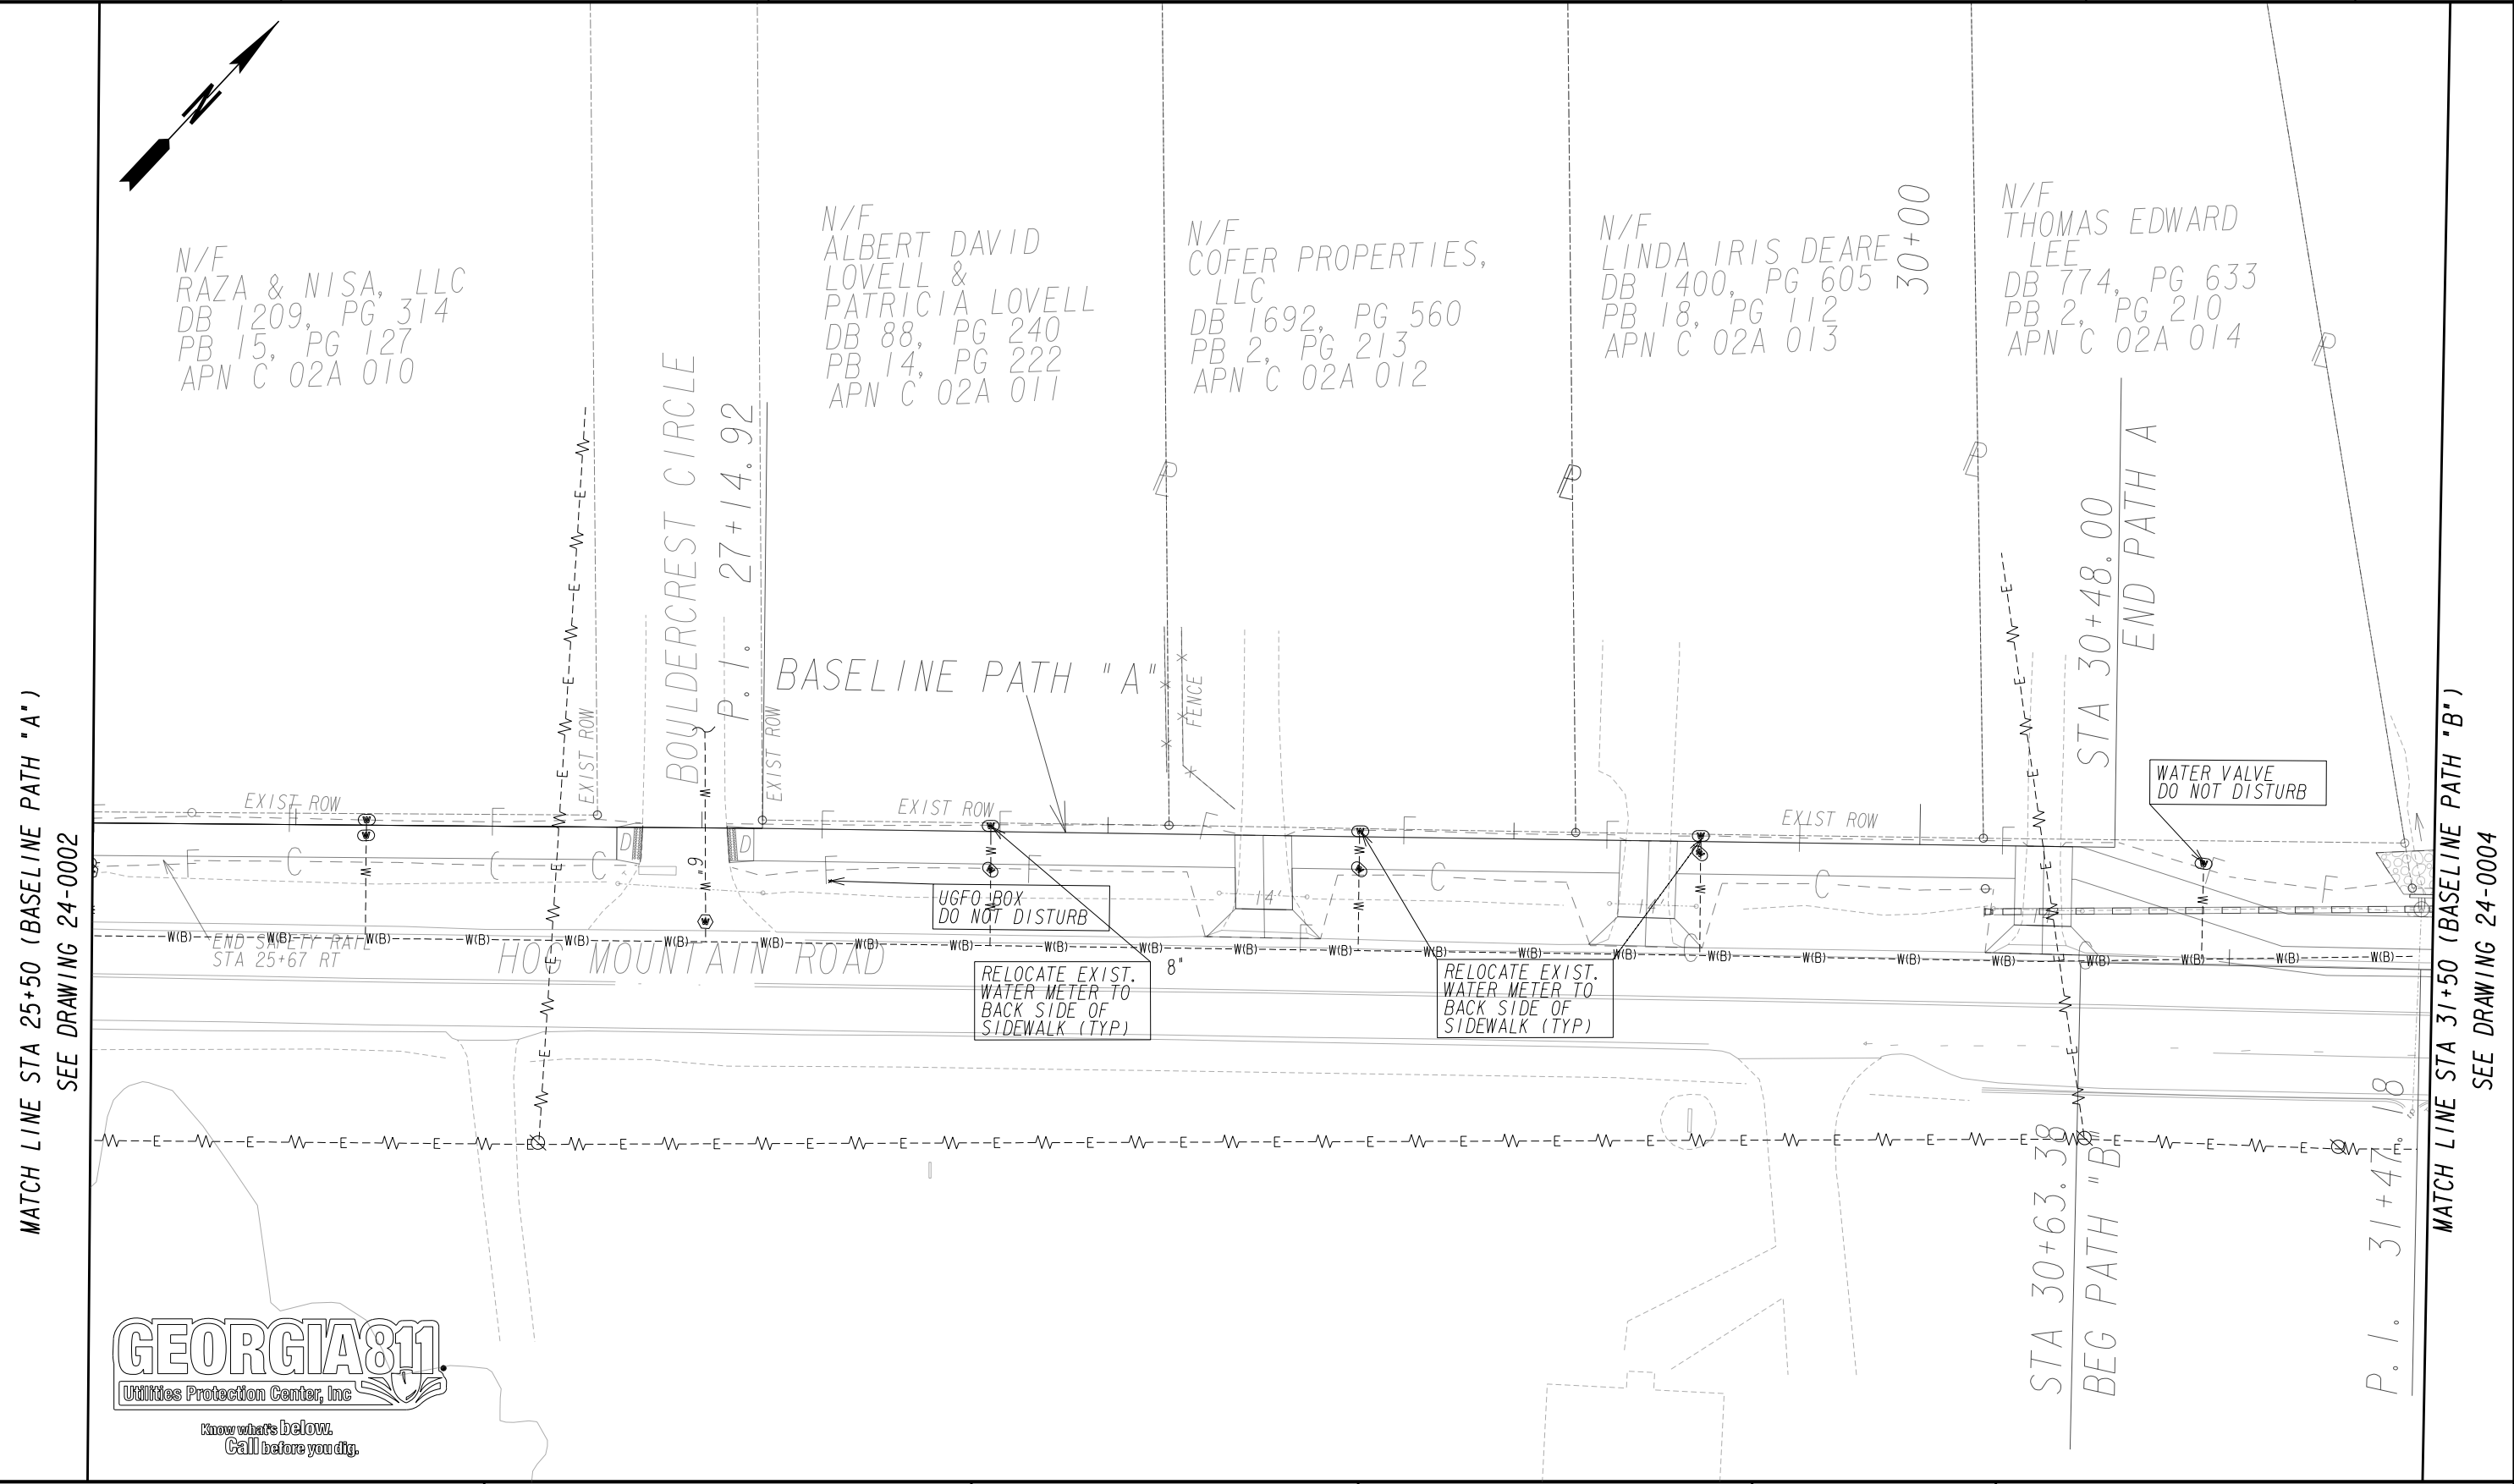 N
N/F
RAZA & NISA, LLC
DB 1209, PG 314
PB 15, PG 127
APN C 02A 010
N/F
ALBERT DAVID
LOVELL &
PATRICIA LOVELL
DB 88, PG 240
PB 14, PG 222
APN C 02A 011
N/F
COFER PROPERTIES,
LLC
DB 1692, PG 560
PB 2, PG 213
APN C 02A 012
N/F
LINDA IRIS DEARE
DB 1400, PG 605
PB 18, PG 112
APN C 02A 013
30+00
N/F
THOMAS EDWARD
LEE
DB 774, PG 633
PB 2, PG 210
APN C 02A 014
BOULDERCREST CIRCLE
P.I. 27+14.92
BASELINE PATH "A"
FENCE
STA 30+48.00
END PATH A
EXIST ROW
EXIST ROW
EXIST ROW
EXIST ROW
EXIST ROW
WATER VALVE
DO NOT DISTURB
MATCH LINE STA 25+50 (BASELINE PATH "A")
SEE DRAWING 24-0002
MATCH LINE STA 31+50 (BASELINE PATH "B")
SEE DRAWING 24-0004
D
D
6"
14'
14'
UGFO BOX
DO NOT DISTURB
END SAFETY RAIL
STA 25+67 RT
HOG MOUNTAIN ROAD
8"
RELOCATE EXIST.
WATER METER TO
BACK SIDE OF
SIDEWALK (TYP)
RELOCATE EXIST.
WATER METER TO
BACK SIDE OF
SIDEWALK (TYP)
STA 30+63.38
BEG PATH "B"
P.I. 31+47.18
GEORGIA811
Utilities Protection Center, Inc
Know what's below.
Call before you dig.